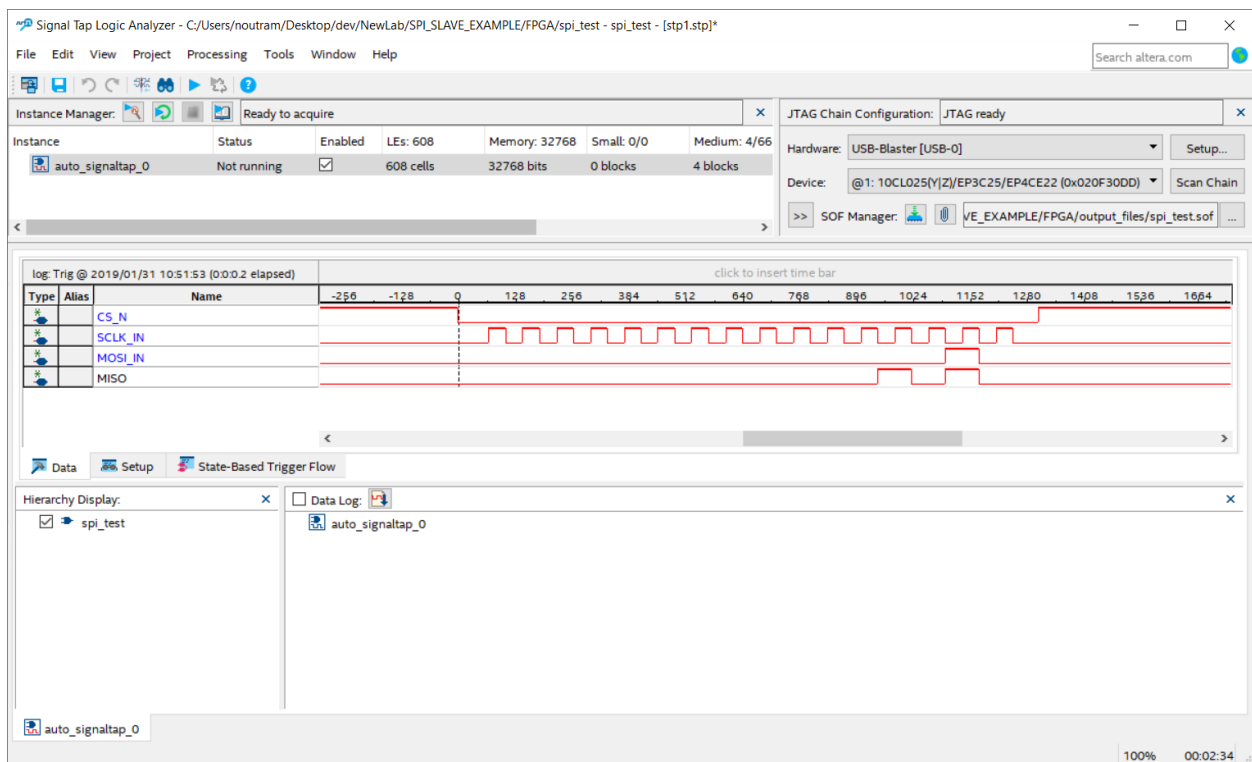 Signal Tap Logic Analyzer - C:/Users/noutram/Desktop/dev/NewLab/SPI_SLAVE_EXAMPLE/FPGA/spi_test - spi_test - [stp1.stp]*
File Edit View Project Processing Tools Window Help
Search altera.com
Instance Manager: Ready to acquire
Instance Status Enabled LEs: 608 Memory: 32768 Small: 0/0 Medium: 4/66
auto_signaltap_0 Not running 608 cells 32768 bits 0 blocks 4 blocks
JTAG Chain Configuration: JTAG ready
Hardware: USB-Blaster [USB-0] Setup...
Device: @1: 10CL025(Y|Z)/EP3C25/EP4CE22 (0x020F30DD) Scan Chain
>> SOF Manager: VE_EXAMPLE/FPGA/output_files/spi_test.sof ...
log: Trig @ 2019/01/31 10:51:53 (0:0:0.2 elapsed) click to insert time bar
Type Alias Name -256 -128 0 128 256 384 512 640 768 896 1024 1152 1280 1408 1536 1664
CS_N
SCLK_IN
MOSI_IN
MISO
Data Setup State-Based Trigger Flow
Hierarchy Display:
spi_test
Data Log:
auto_signaltap_0
auto_signaltap_0
100% 00:02:34